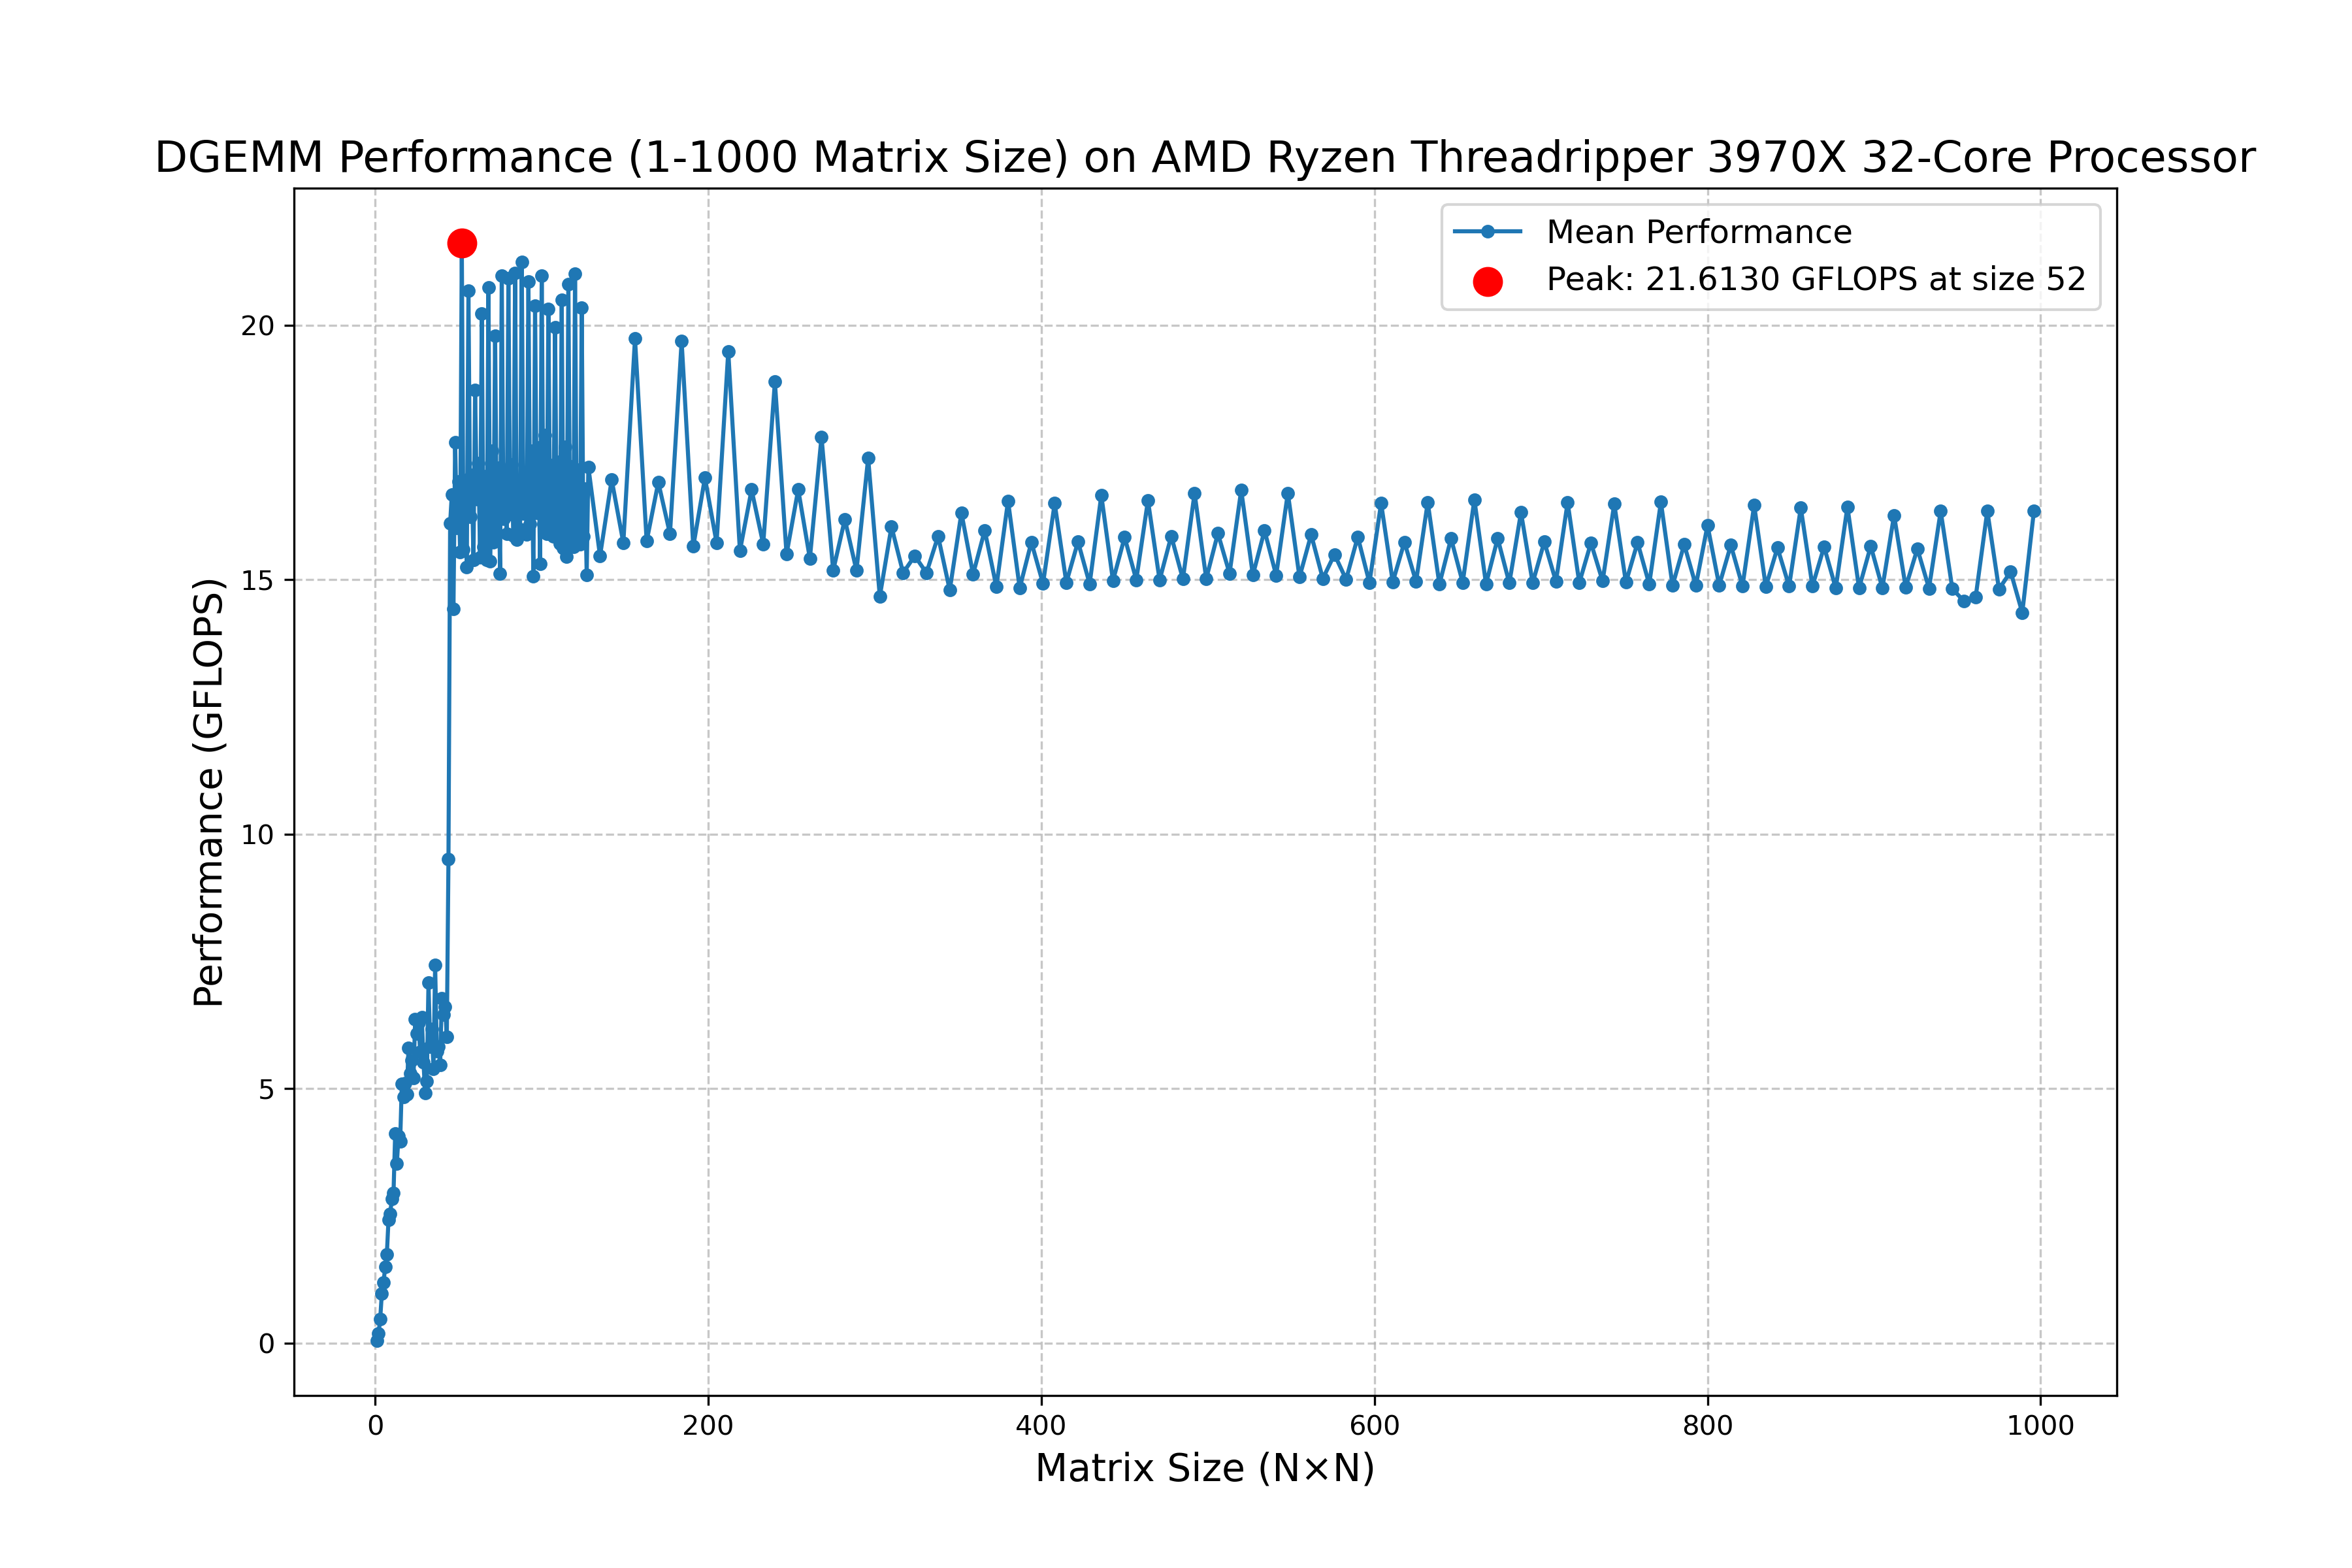 DGEMM Performance (1-1000 Matrix Size) on AMD Ryzen Threadripper 3970X 32-Core Processor
Mean Performance
Peak: 21.6130 GFLOPS at size 52
Performance (GFLOPS)
20
15
10
5
0
0 200 400 600 800 1000
Matrix Size (N×N)